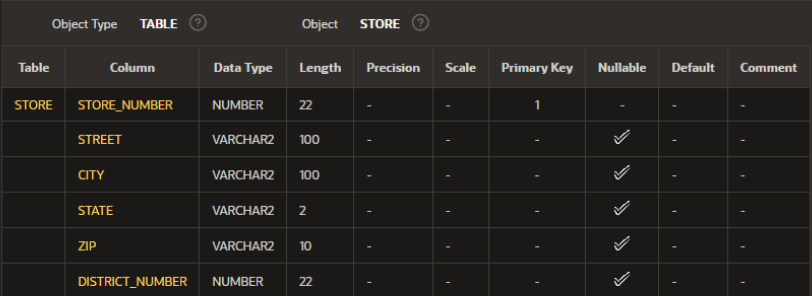 Object Type TABLE ? Object STORE ?
Table Column Data Type Length Precision Scale Primary Key Nullable Default Comment
STORE STORE_NUMBER NUMBER 22 - - 1 - - -
STREET VARCHAR2 100 - - - ✓ - -
CITY VARCHAR2 100 - - - ✓ - -
STATE VARCHAR2 2 - - - ✓ - -
ZIP VARCHAR2 10 - - - ✓ - -
DISTRICT_NUMBER NUMBER 22 - - - ✓ - -